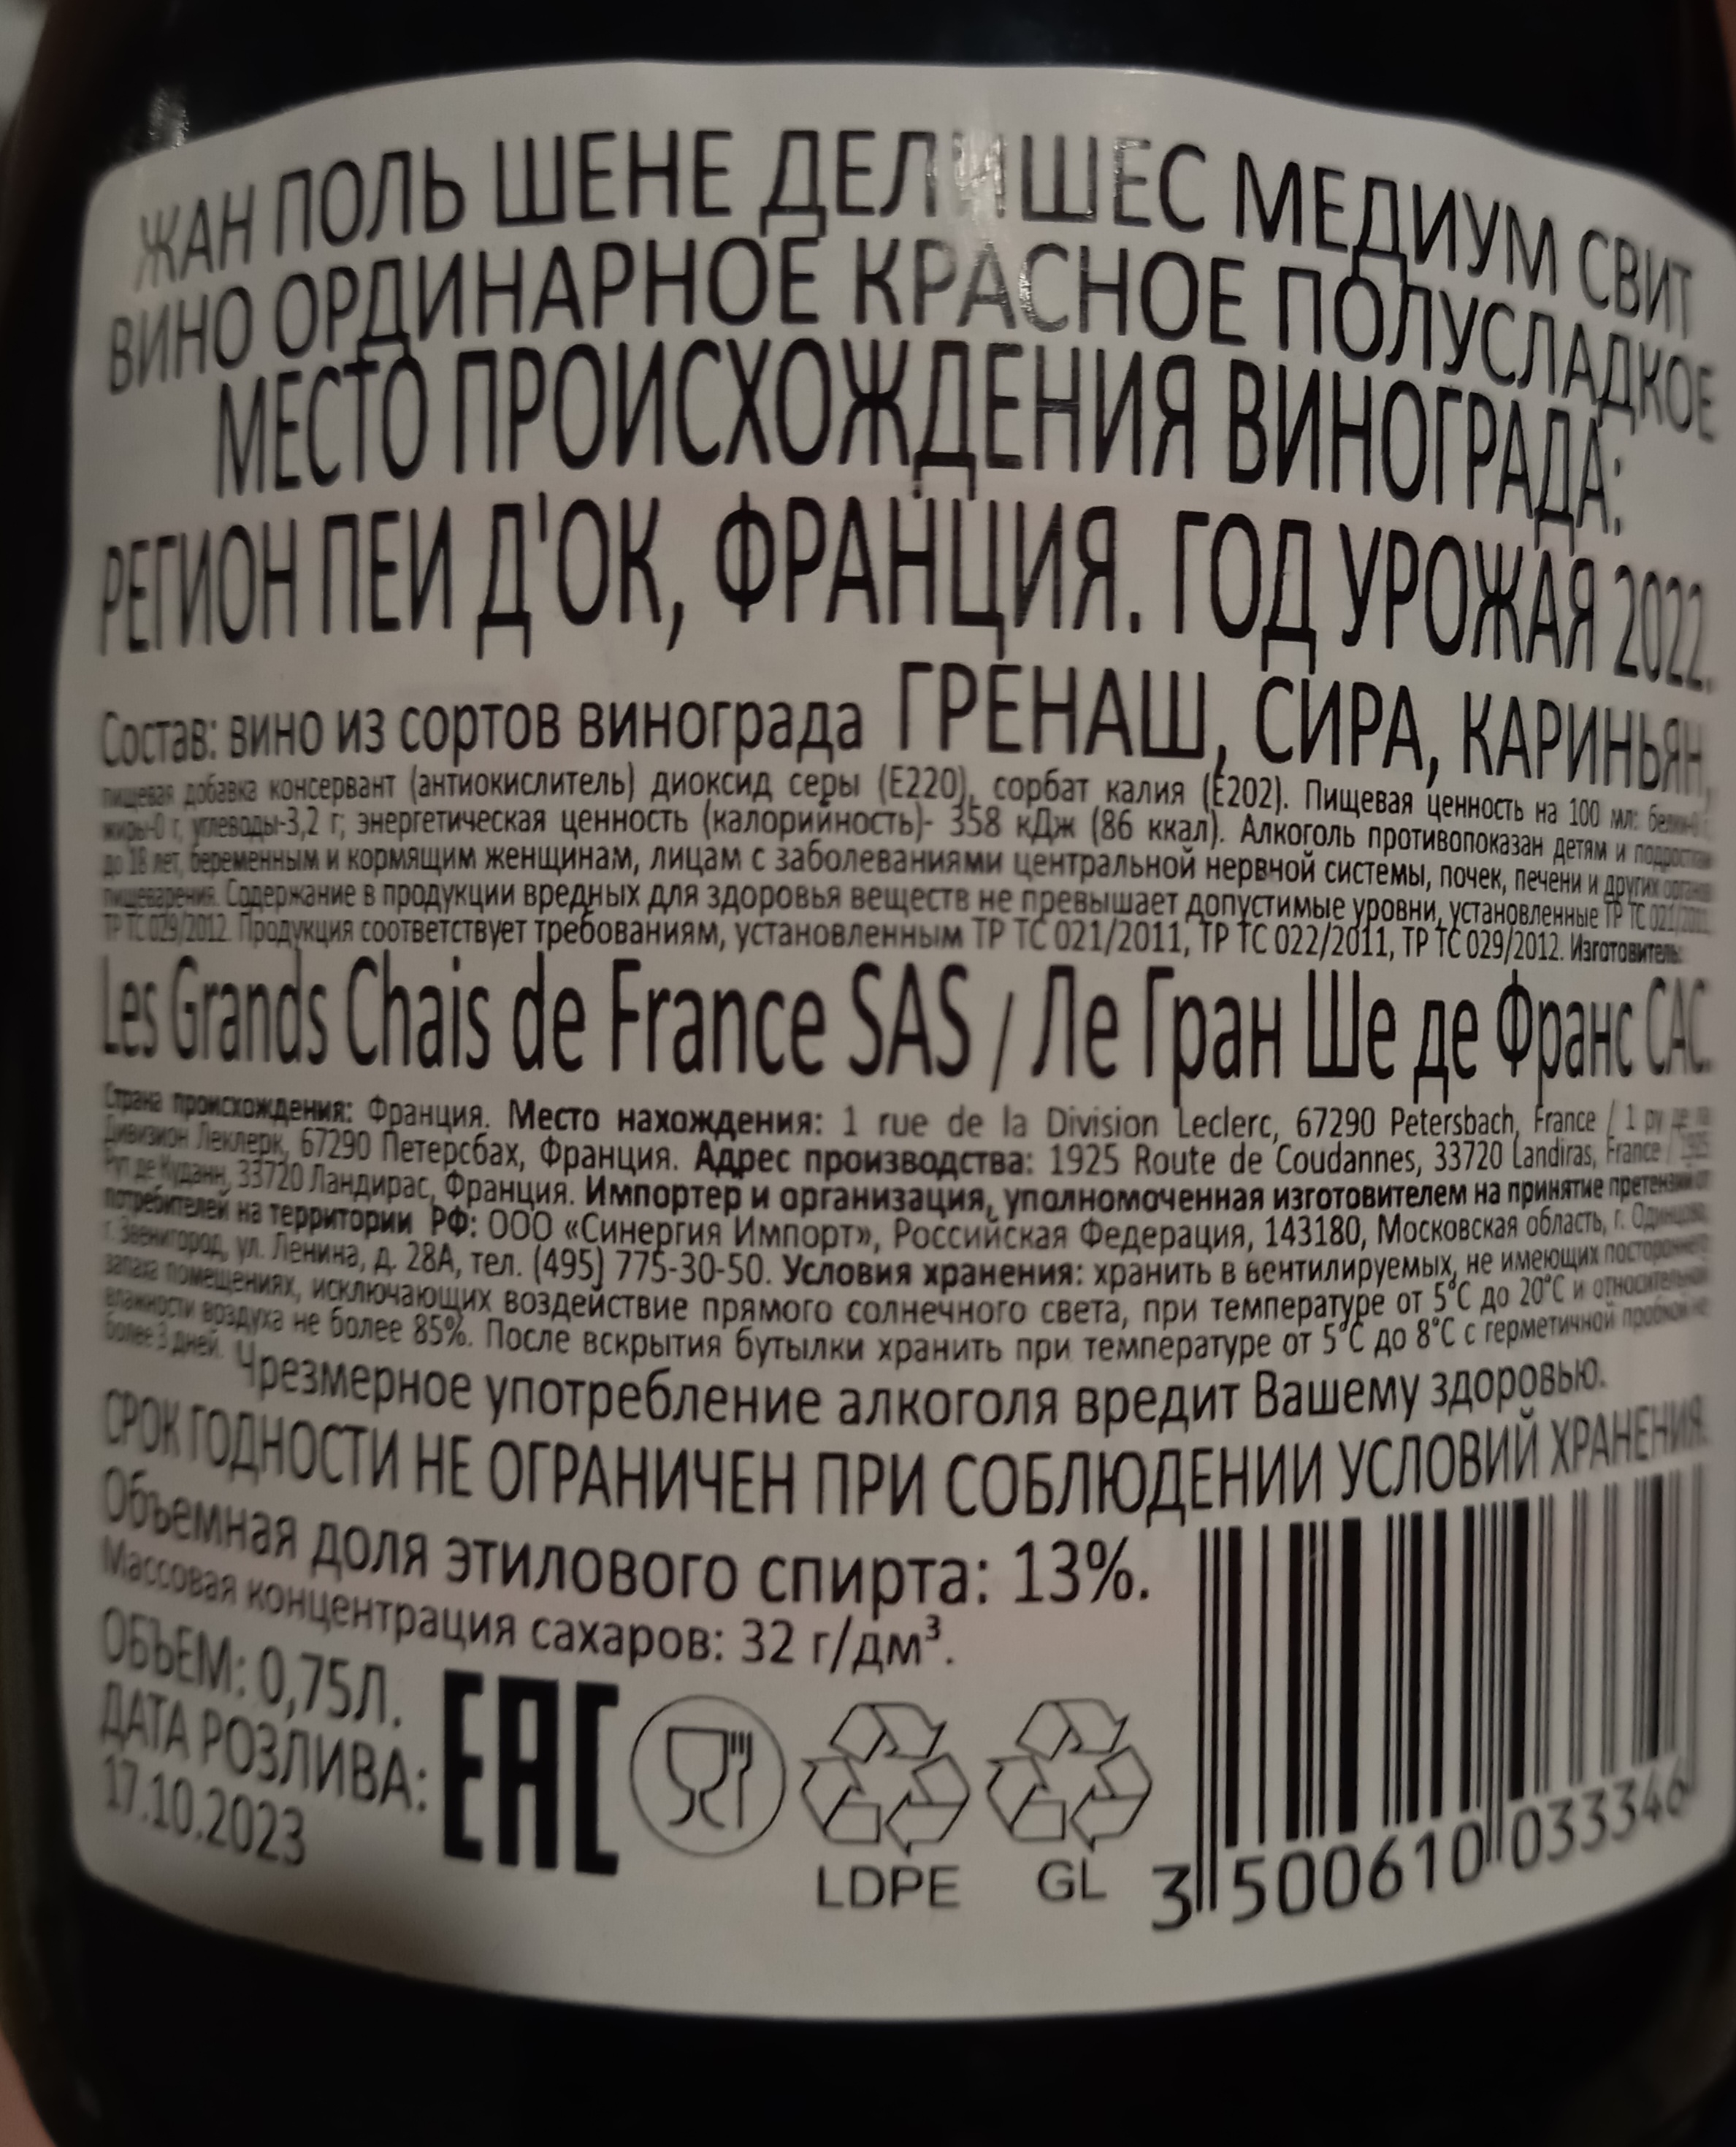 ЖАН ПОЛЬ ШЕНЕ ДЕЛИШЕС МЕДИУМ СВИТ
ВИНО ОРДИНАРНОЕ КРАСНОЕ ПОЛУСЛАДКОЕ
МЕСТО ПРОИСХОЖДЕНИЯ ВИНОГРАДА:
РЕГИОН ПЕИ Д'ОК, ФРАНЦИЯ. ГОД УРОЖАЯ 2022.
Состав: вино из сортов винограда ГРЕНАШ, СИРА, КАРИНЬЯН,
пищевая добавка консервант (антиокислитель) диоксид серы (E220), сорбат калия (E202). Пищевая ценность на 100 мл:
жиры-0 г, углеводы-3,2 г; энергетическая ценность (калорийность)- 358 кДж (86 ккал). Алкоголь противопоказан детям и
до 18 лет, беременным и кормящим женщинам, лицам с заболеваниями центральной нервной системы, почек, печени и других
пищеварения. Содержание в продукции вредных для здоровья веществ не превышает допустимые уровни, установленные ТР ТС 021/2011,
ТР ТС 029/2012. Продукция соответствует требованиям, установленным ТР ТС 021/2011, ТР ТС 022/2011, ТР ТС 029/2012. Изготовитель:
Les Grands Chais de France SAS / Ле Гран Ше де Франс САС.
Страна происхождения: Франция. Место нахождения: 1 rue de la Division Leclerc, 67290 Petersbach, France / 1 ру де ла
Дивизион Леклерк, 67290 Петерсбах, Франция. Адрес производства: 1925 Route de Coudannes, 33720 Landiras, France / 1925
Рут де Куданн, 33720 Ландирас, Франция. Импортер и организация, уполномоченная изготовителем на принятие претензий от
потребителей на территории РФ: ООО «Синергия Импорт», Российская Федерация, 143180, Московская область, г. Одинцово,
г. Звенигород, ул. Ленина, д. 28А, тел. (495) 775-30-50. Условия хранения: хранить в вентилируемых, не имеющих постороннего
запаха помещениях, исключающих воздействие прямого солнечного света, при температуре от 5°С до 20°С и относительной
влажности воздуха не более 85%. После вскрытия бутылки хранить при температуре от 5°С до 8°С с герметичной пробкой не
более 3 дней. Чрезмерное употребление алкоголя вредит Вашему здоровью.
СРОК ГОДНОСТИ НЕ ОГРАНИЧЕН ПРИ СОБЛЮДЕНИИ УСЛОВИЙ ХРАНЕНИЯ.
Объемная доля этилового спирта: 13%.
Массовая концентрация сахаров: 32 г/дм³.
ОБЪЕМ: 0,75Л.
ДАТА РОЗЛИВА:
17.10.2023
EAC
LDPE
GL
3 500610 033346